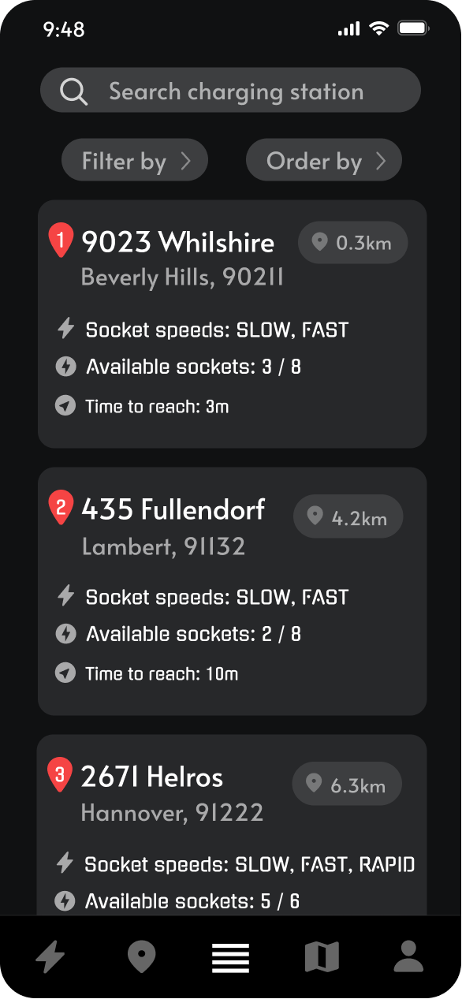 9:48
Search charging station
Filter by
Order by
1
9023 Whilshire
0.3km
Beverly Hills, 90211
Socket speeds: SLOW, FAST
Available sockets: 3 / 8
Time to reach: 3m
2
435 Fullendorf
4.2km
Lambert, 91132
Socket speeds: SLOW, FAST
Available sockets: 2 / 8
Time to reach: 10m
3
2671 Helros
6.3km
Hannover, 91222
Socket speeds: SLOW, FAST, RAPID
Available sockets: 5 / 6